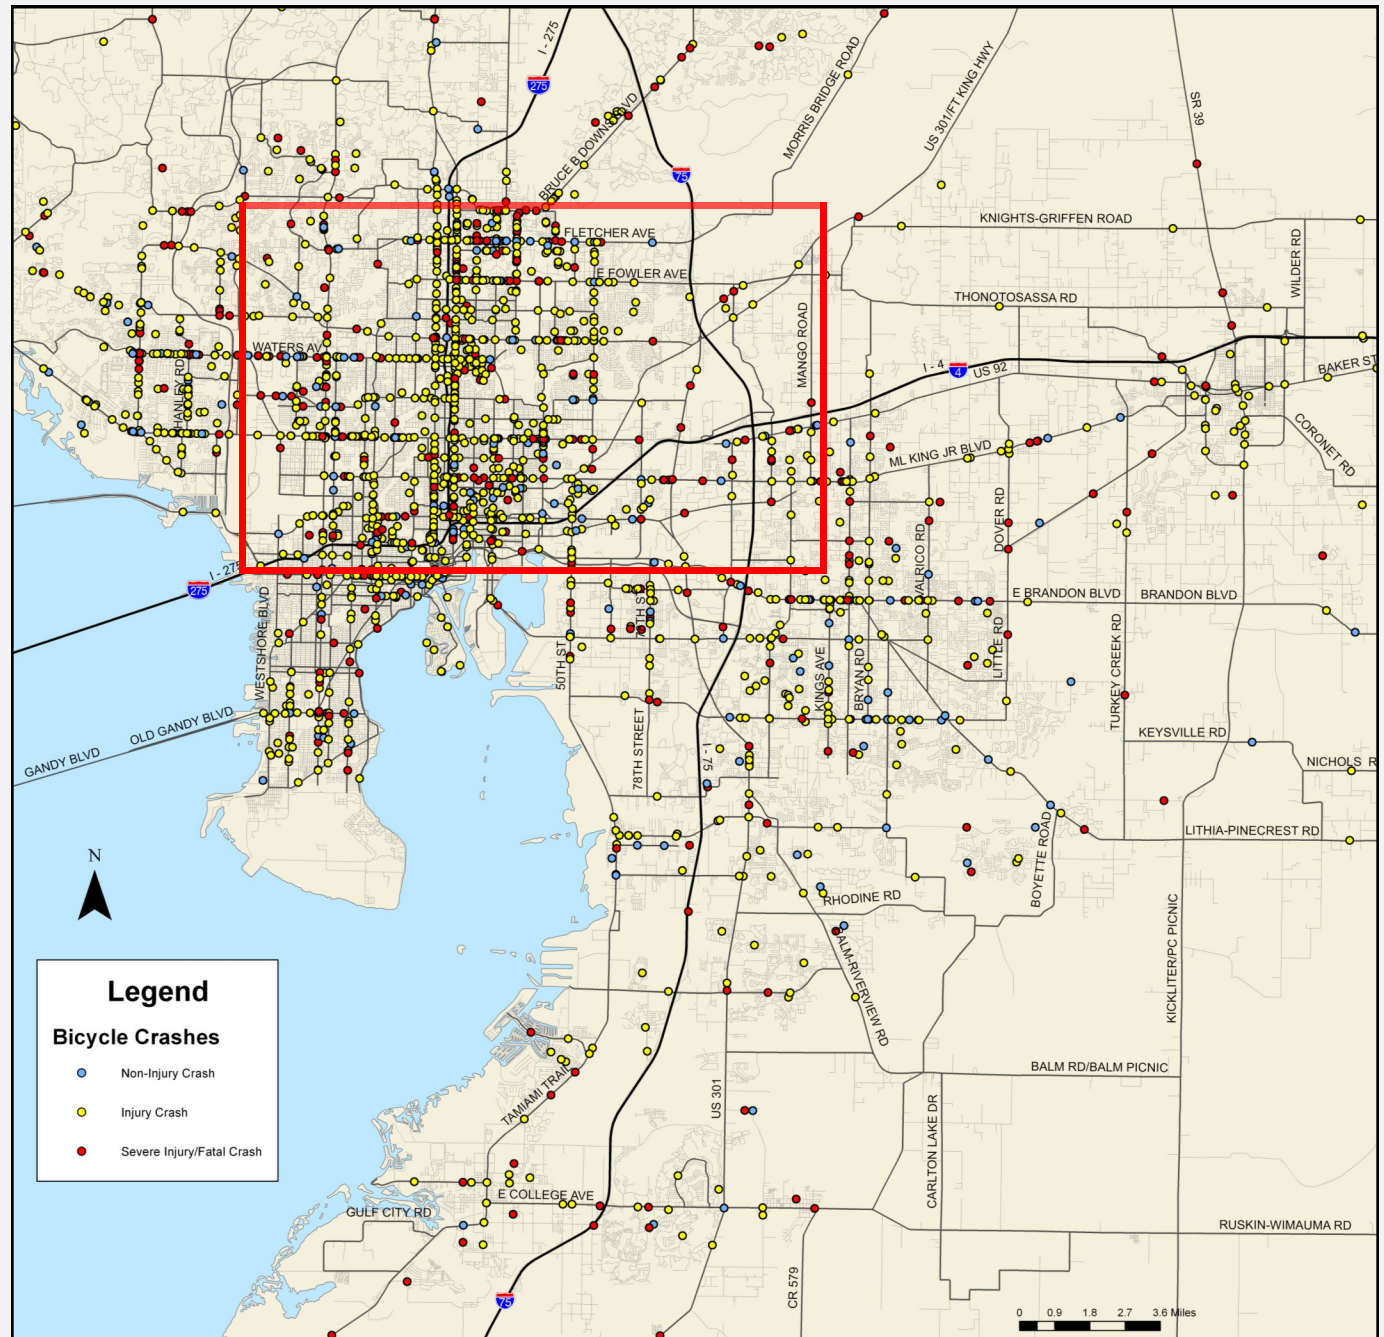 I - 275
275
BRUCE B DOWNS BLVD
75
MORRIS BRIDGE ROAD
US 301/FT KING HWY
SR 39
KNIGHTS-GRIFFEN ROAD
WILDER RD
FLETCHER AVE
E FOWLER AVE
THONOTOSASSA RD
MANGO ROAD
WATERS AV
HANLEY RD
I - 4
4
US 92
BAKER ST
CORONET RD
ML KING JR BLVD
DOVER RD
VALRICO RD
I - 275
275
WESTSHORE BLVD
E BRANDON BLVD
BRANDON BLVD
LITTLE RD
TURKEY CREEK RD
50TH ST
KINGS AVE
BRYAN RD
OLD GANDY BLVD
GANDY BLVD
78TH STREET
I - 75
KEYSVILLE RD
NICHOLS R
LITHIA-PINECREST RD
BOYETTE ROAD
N
RHODINE RD
BALM-RIVERVIEW RD
KICKLITER/PC PICNIC
Legend
Bicycle Crashes
Non-Injury Crash
Injury Crash
Severe Injury/Fatal Crash
TAMIAMI TRAIL
US 301
BALM RD/BALM PICNIC
CARLTON LAKE DR
E COLLEGE AVE
GULF CITY RD
RUSKIN-WIMAUMA RD
CR 579
75
0 0.9 1.8 2.7 3.6 Miles